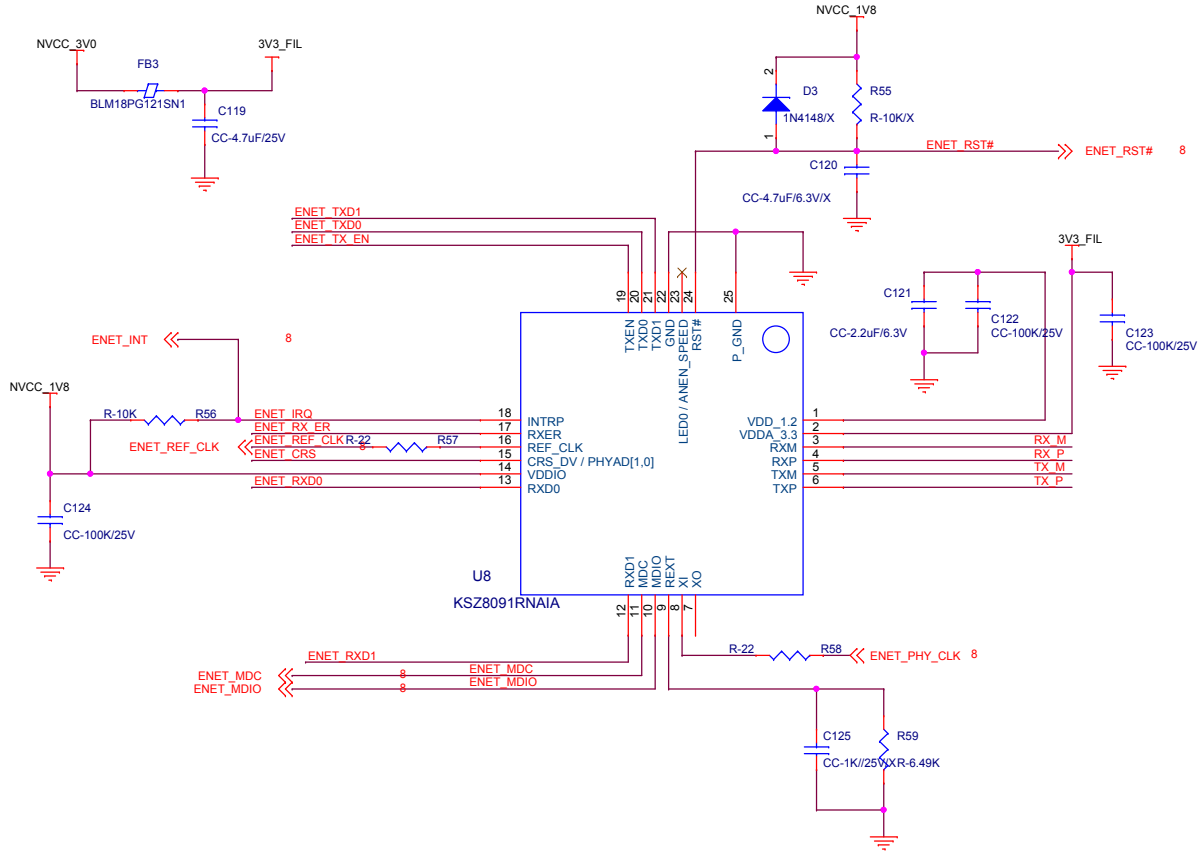 NVCC_1V8
NVCC_3V0
3V3_FIL
FB3
BLM18PG121SN1
C119
CC-4.7uF/25V
2
D3
1N4148/X
1
R55
R-10K/X
ENET_RST#
ENET_RST#
8
C120
CC-4.7uF/6.3V/X
ENET_TXD1
ENET_TXD0
ENET_TX_EN
3V3_FIL
19
20
21
22
23
24
25
C121
CC-2.2uF/6.3V
C122
CC-100K/25V
C123
CC-100K/25V
TXEN
TXD0
TXD1
GND
LED0 / ANEN_SPEED
RST#
P_GND
ENET_INT
8
NVCC_1V8
R-10K
R56
ENET_IRQ
18
INTRP
ENET_RX_ER
17
RXER
ENET_REF_CLK
ENET_REF_CLK
8
R-22
R57
16
REF_CLK
ENET_CRS
15
CRS_DV / PHYAD[1,0]
14
VDDIO
ENET_RXD0
13
RXD0
VDD_1.2
1
VDDA_3.3
2
RXM
3
RX_M
RXP
4
RX_P
TXM
5
TX_M
TXP
6
TX_P
C124
CC-100K/25V
U8
KSZ8091RNAIA
RXD1
MDC
MDIO
REXT
XI
XO
12
11
10
9
8
7
ENET_RXD1
ENET_MDC
8
ENET_MDC
ENET_MDIO
8
ENET_MDIO
R-22
R58
ENET_PHY_CLK
8
C125
CC-1K//25V/X
R59
R-6.49K